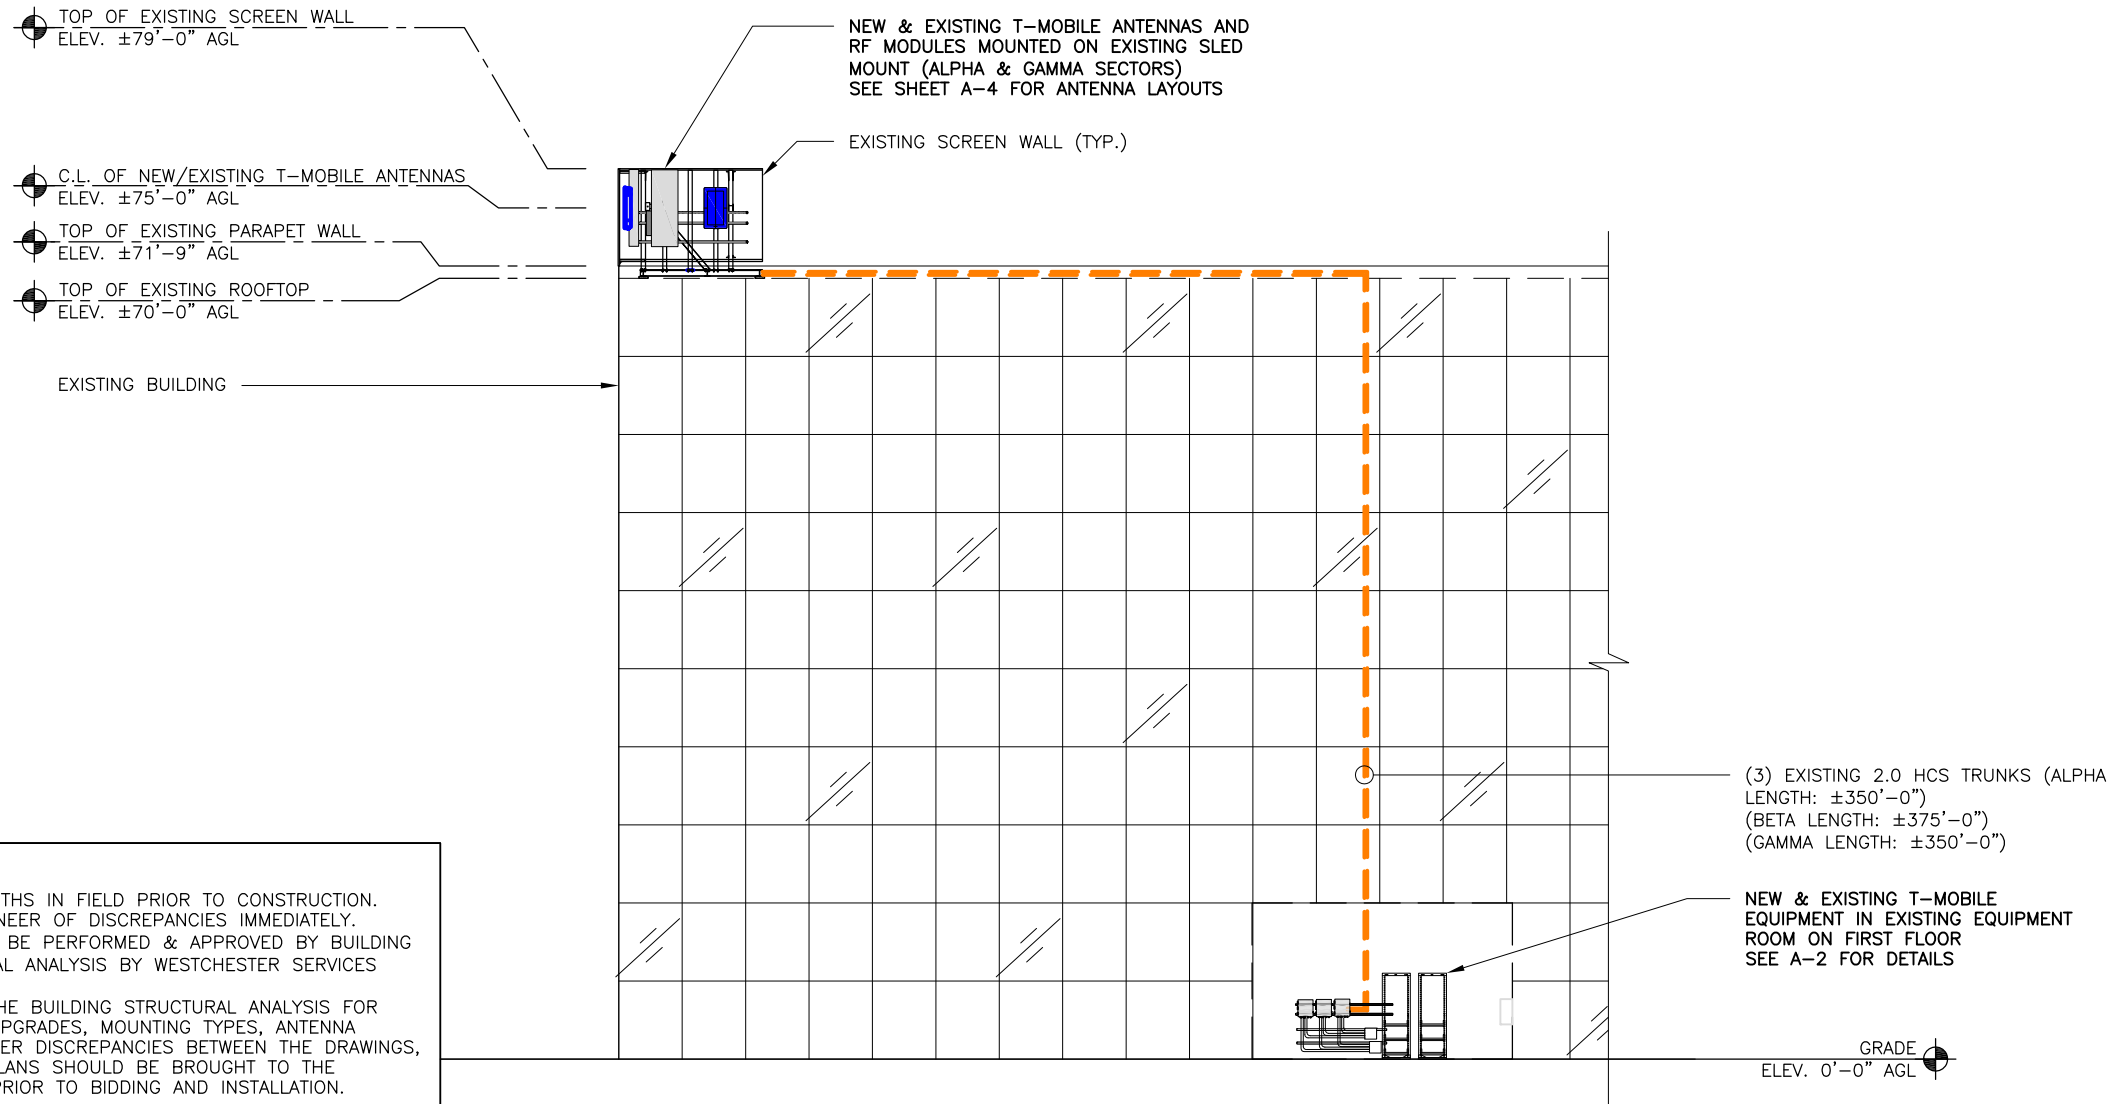 TOP OF EXISTING SCREEN WALL
ELEV. ±79'-0" AGL
C.L. OF NEW/EXISTING T-MOBILE ANTENNAS
ELEV. ±75'-0" AGL
TOP OF EXISTING PARAPET WALL
ELEV. ±71'-9" AGL
TOP OF EXISTING ROOFTOP
ELEV. ±70'-0" AGL
EXISTING BUILDING
NEW & EXISTING T-MOBILE ANTENNAS AND
RF MODULES MOUNTED ON EXISTING SLED
MOUNT (ALPHA & GAMMA SECTORS)
SEE SHEET A-4 FOR ANTENNA LAYOUTS
EXISTING SCREEN WALL (TYP.)
(3) EXISTING 2.0 HCS TRUNKS (ALPHA
LENGTH: ±350'-0")
(BETA LENGTH: ±375'-0")
(GAMMA LENGTH: ±350'-0")
NEW & EXISTING T-MOBILE
EQUIPMENT IN EXISTING EQUIPMENT
ROOM ON FIRST FLOOR
SEE A-2 FOR DETAILS
GRADE
ELEV. 0'-0" AGL
THS IN FIELD PRIOR TO CONSTRUCTION.
NEER OF DISCREPANCIES IMMEDIATELY.
BE PERFORMED & APPROVED BY BUILDING
AL ANALYSIS BY WESTCHESTER SERVICES
HE BUILDING STRUCTURAL ANALYSIS FOR
PGRADES, MOUNTING TYPES, ANTENNA
ER DISCREPANCIES BETWEEN THE DRAWINGS,
LANS SHOULD BE BROUGHT TO THE
PRIOR TO BIDDING AND INSTALLATION.